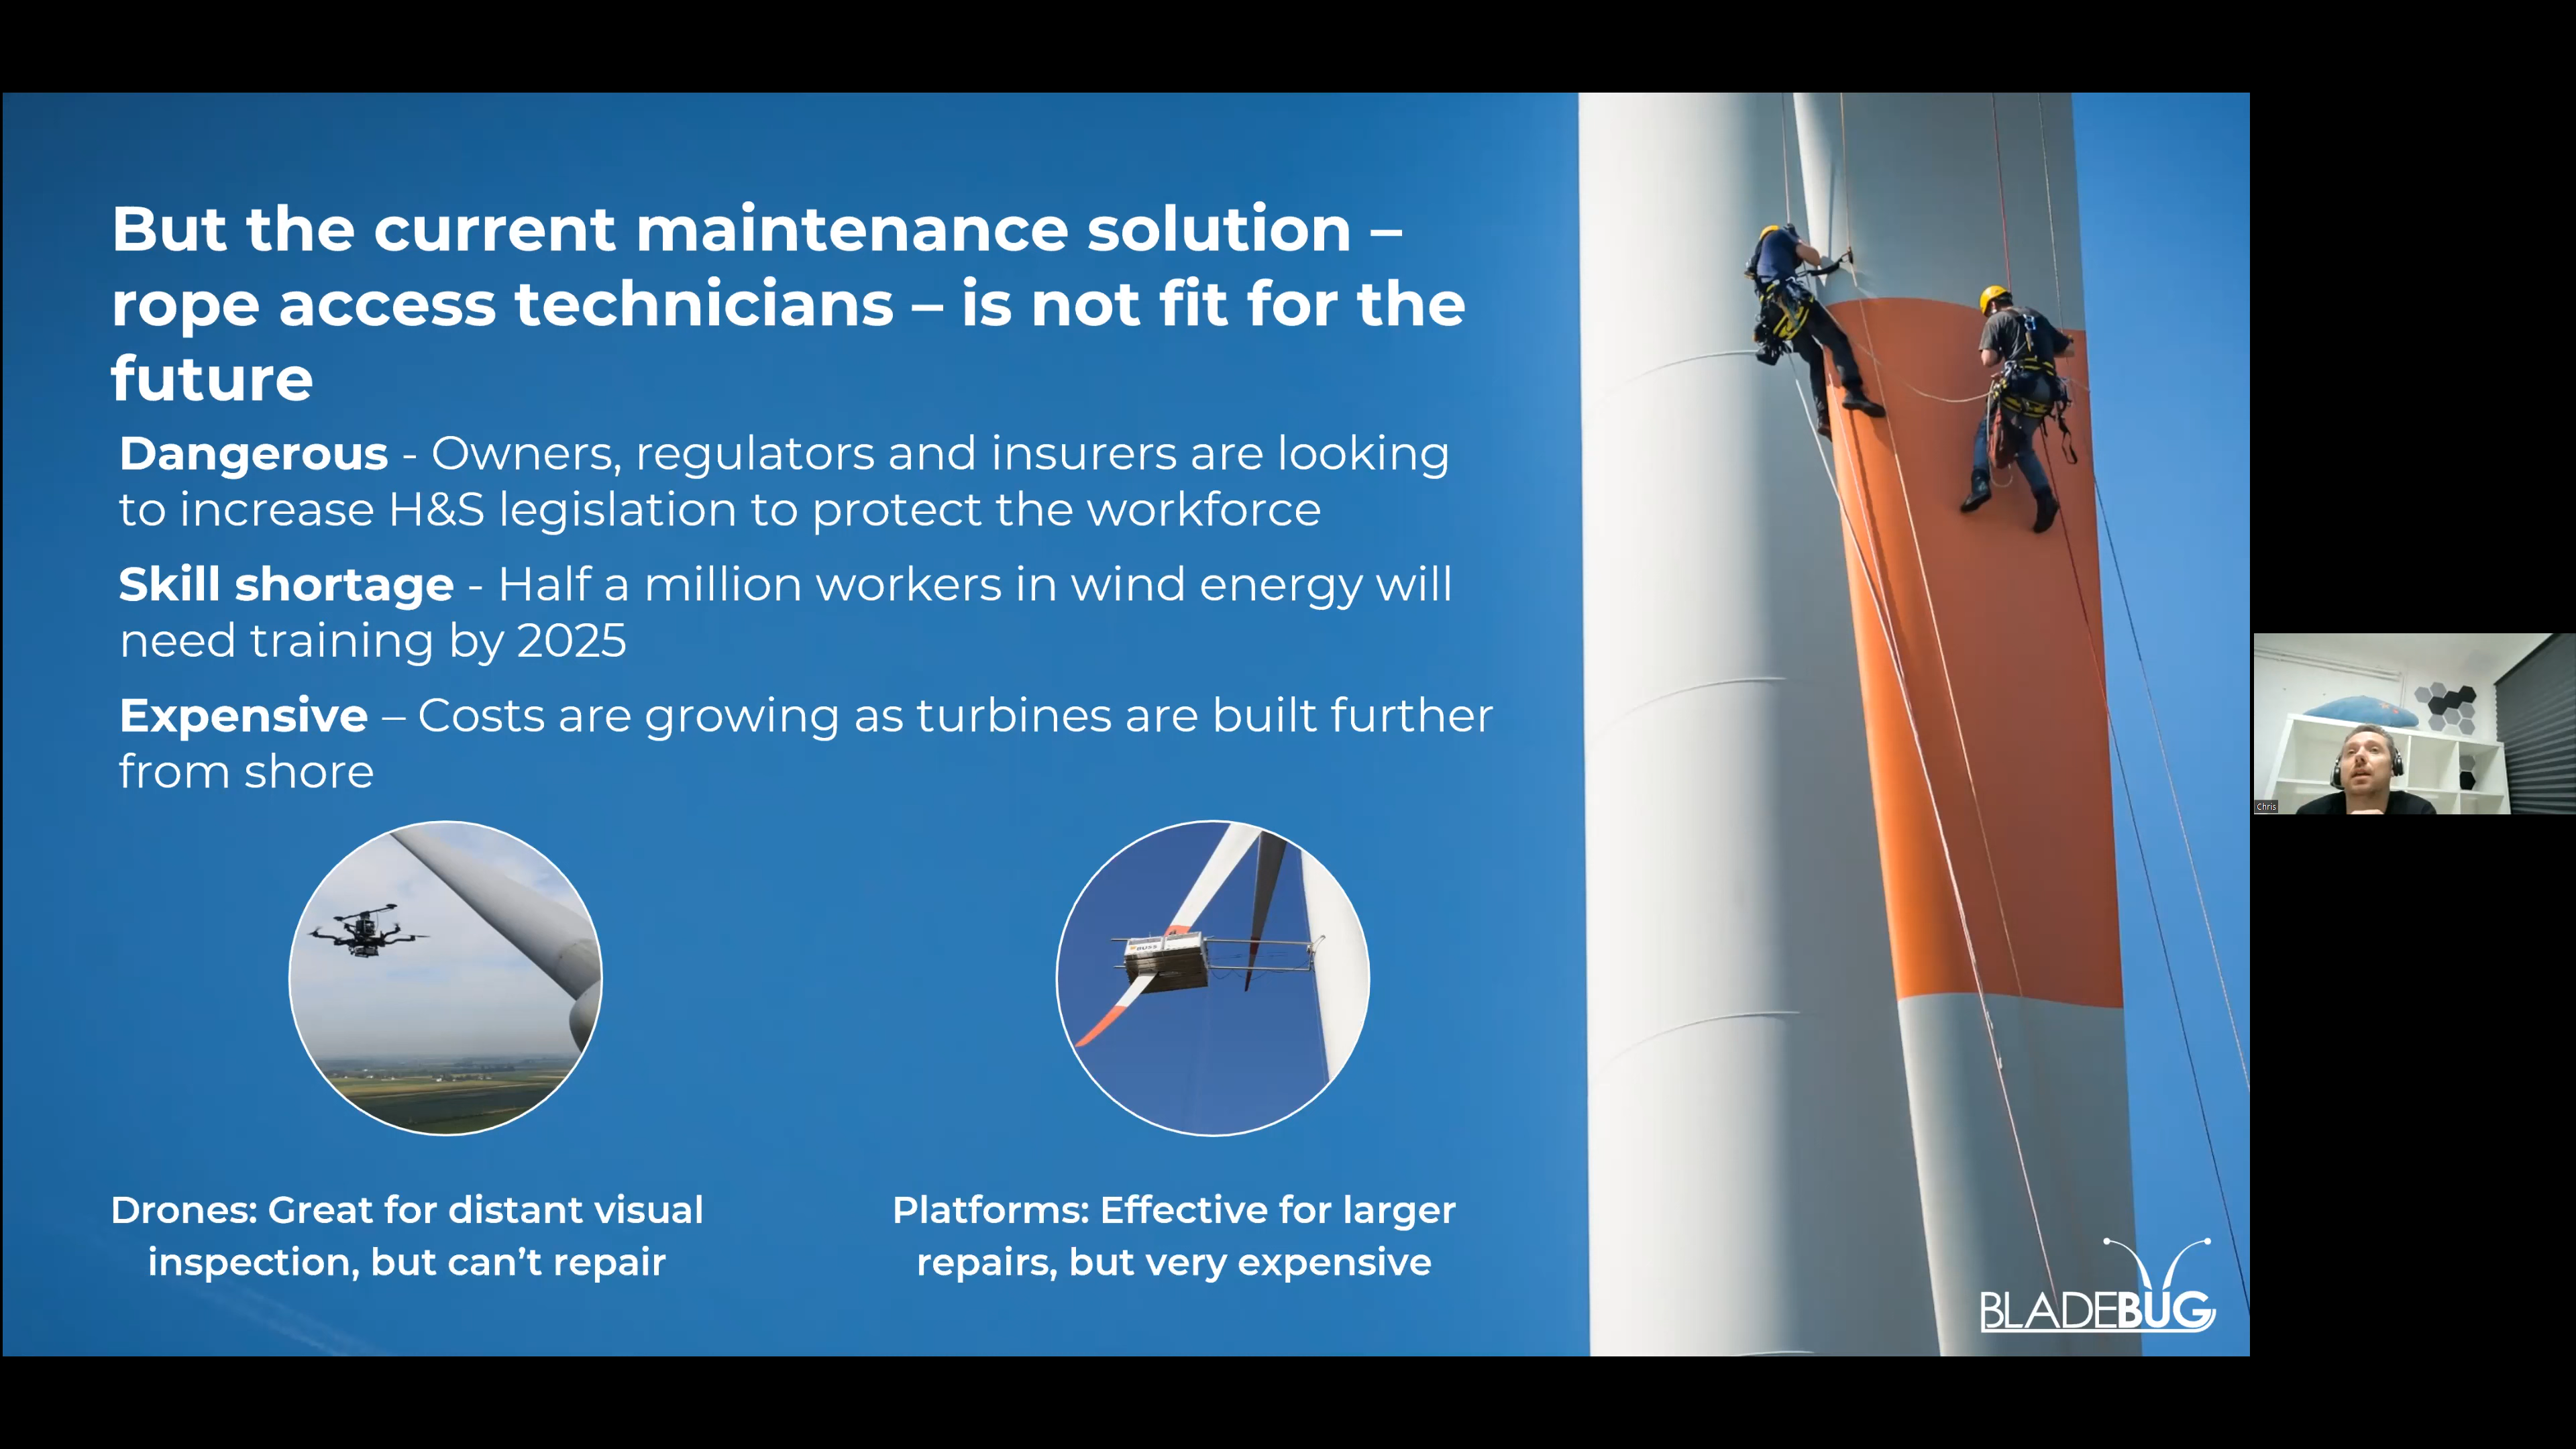 But the current maintenance solution –
rope access technicians – is not fit for the
future
Dangerous - Owners, regulators and insurers are looking
to increase H&S legislation to protect the workforce
Skill shortage - Half a million workers in wind energy will
need training by 2025
Expensive – Costs are growing as turbines are built further
from shore
Drones: Great for distant visual
inspection, but can’t repair
Platforms: Effective for larger
repairs, but very expensive
BLADEBUG
Chris